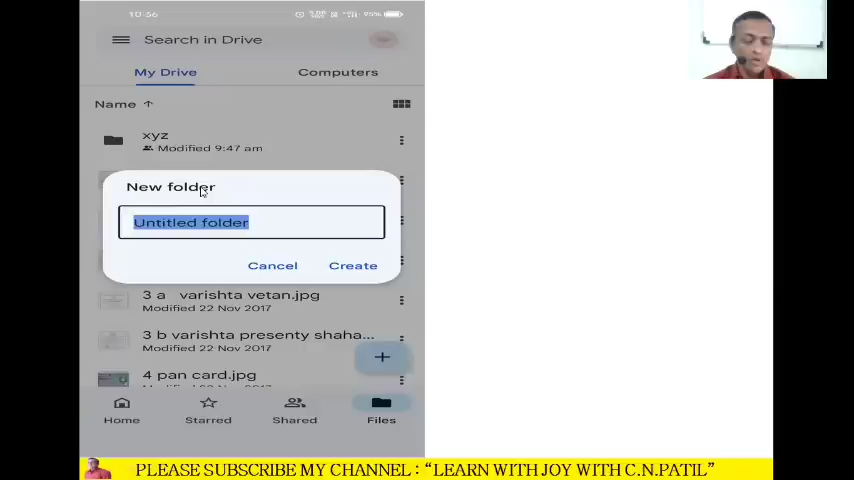 10:56
95%
Search in Drive
My Drive
Computers
Name ↑
xyz
Modified 9:47 am
New folder
Untitled folder
Cancel
Create
3 a varishta vetan.jpg
Modified 22 Nov 2017
3 b varishta presenty shaha...
Modified 22 Nov 2017
4 pan card.jpg
+
Home
Starred
Shared
Files
PLEASE SUBSCRIBE MY CHANNEL : “LEARN WITH JOY WITH C.N.PATIL”